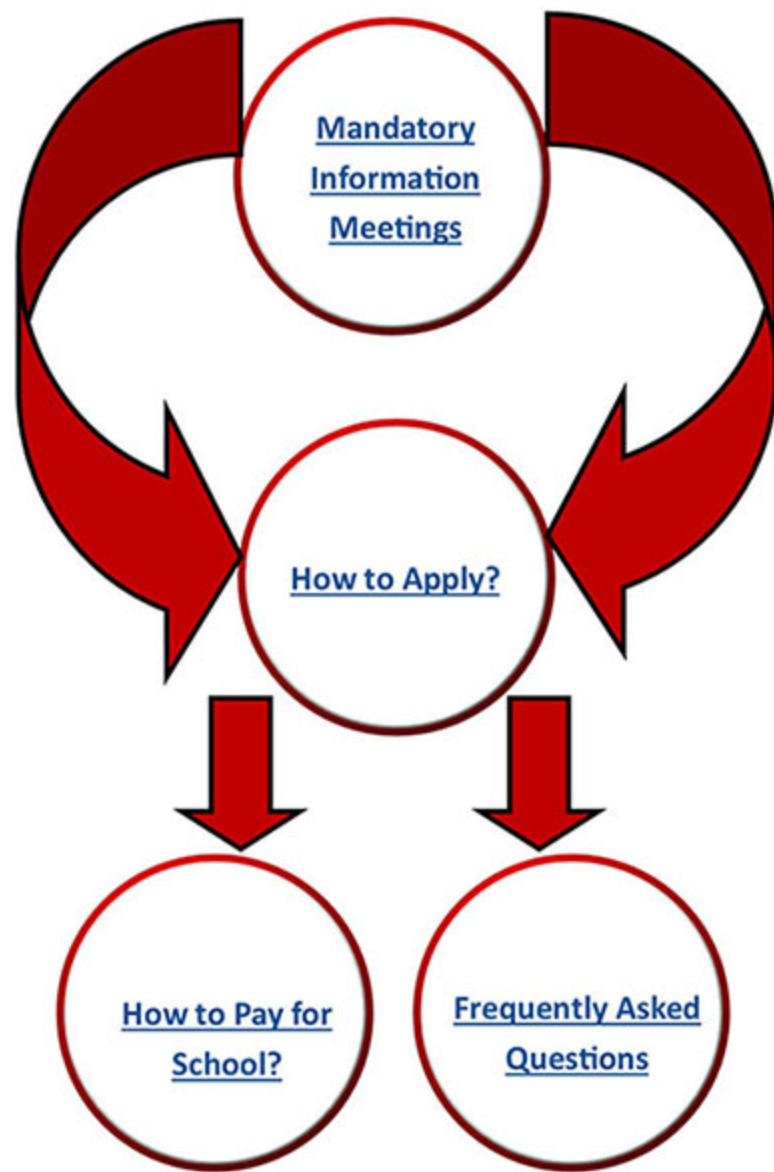 Mandatory
Information
Meetings
How to Apply?
How to Pay for
School?
Frequently Asked
Questions